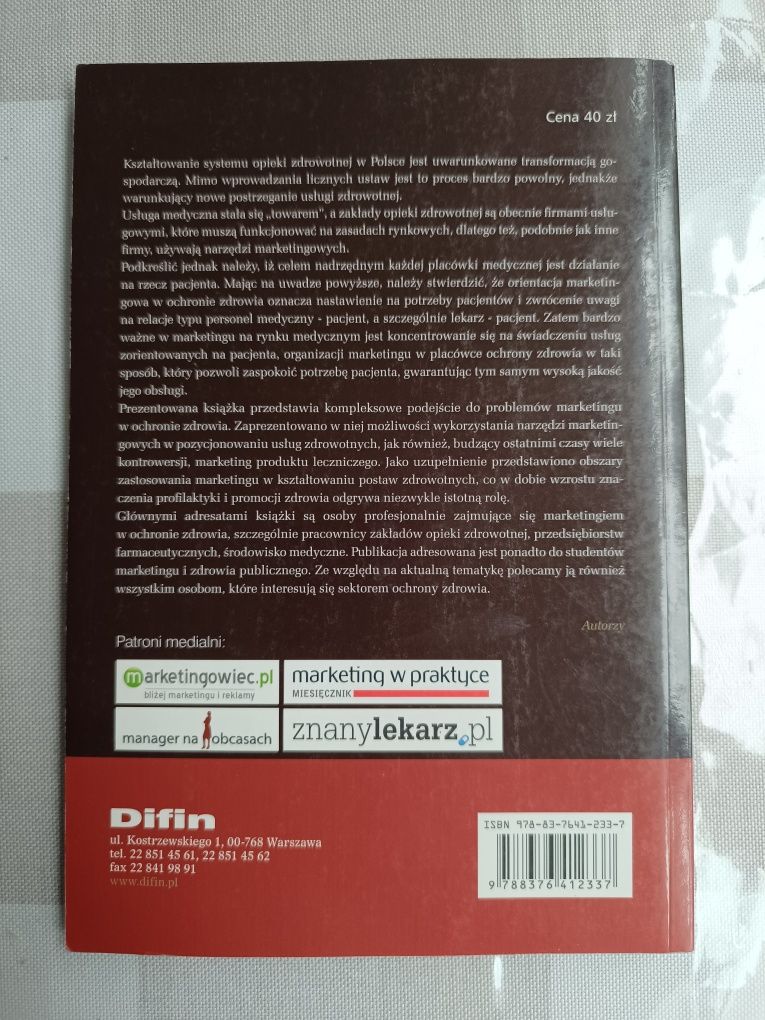 Cena 40 zł
Kształtowanie systemu opieki zdrowotnej w Polsce jest uwarunkowane transformacją go-
spodarczą. Mimo wprowadzania licznych ustaw jest to proces bardzo powolny, jednakże
warunkujący nowe postrzeganie usługi zdrowotnej.
Usługa medyczna stała się „towarem”, a zakłady opieki zdrowotnej są obecnie firmami usłu-
gowymi, które muszą funkcjonować na zasadach rynkowych, dlatego też, podobnie jak inne
firmy, używają narzędzi marketingowych.
Podkreślić jednak należy, iż celem nadrzędnym każdej placówki medycznej jest działanie
na rzecz pacjenta. Mając na uwadze powyższe, należy stwierdzić, że orientacja marketin-
gowa w ochronie zdrowia oznacza nastawienie na potrzeby pacjentów i zwrócenie uwagi
na relacje typu personel medyczny - pacjent, a szczególnie lekarz - pacjent. Zatem bardzo
ważne w marketingu na rynku medycznym jest koncentrowanie się na świadczeniu usług
zorientowanych na pacjenta, organizacji marketingu w placówce ochrony zdrowia w taki
sposób, który pozwoli zaspokoić potrzebę pacjenta, gwarantując tym samym wysoką jakość
jego obsługi.
Prezentowana książka przedstawia kompleksowe podejście do problemów marketingu
w ochronie zdrowia. Zaprezentowano w niej możliwości wykorzystania narzędzi marketin-
gowych w pozycjonowaniu usług zdrowotnych, jak również, budzący ostatnimi czasy wiele
kontrowersji, marketing produktu leczniczego. Jako uzupełnienie przedstawiono obszary
zastosowania marketingu w kształtowaniu postaw zdrowotnych, co w dobie wzrostu zna-
czenia profilaktyki i promocji zdrowia odgrywa niezwykle istotną rolę.
Głównymi adresatami książki są osoby profesjonalnie zajmujące się marketingiem
w ochronie zdrowia, szczególnie pracownicy zakładów opieki zdrowotnej, przedsiębiorstw
farmaceutycznych, środowisko medyczne. Publikacja adresowana jest ponadto do studentów
marketingu i zdrowia publicznego. Ze względu na aktualną tematykę polecamy ją również
wszystkim osobom, które interesują się sektorem ochrony zdrowia.
Autorzy
Patroni medialni:
marketingowiec.pl
bliżej marketingu i reklamy
marketing w praktyce
MIESIĘCZNIK
manager na obcasach
znanylekarz.pl
Difin
ul. Kostrzewskiego 1, 00-768 Warszawa
tel. 22 851 45 61, 22 851 45 62
fax 22 841 98 91
www.difin.pl
ISBN 978-83-7641-233-7
9 788376 412337